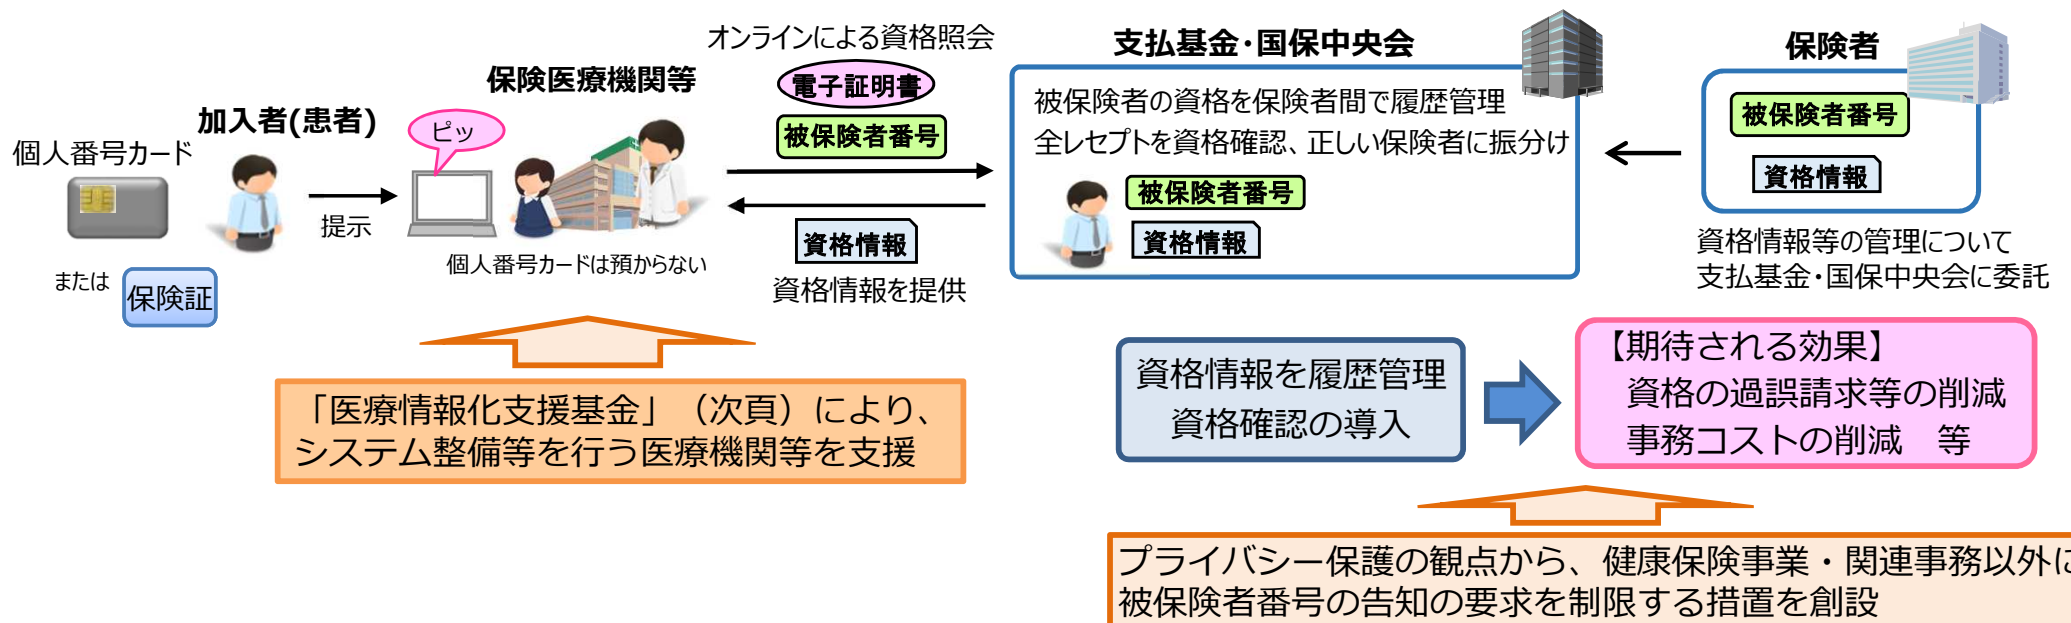 個人番号カード
または
保険証
加入者(患者)
提示
保険医療機関等
ピッ
個人番号カードは預からない
オンラインによる資格照会
電子証明書
被保険者番号
資格情報
資格情報を提供
支払基金・国保中央会
被保険者の資格を保険者間で履歴管理
全レセプトを資格確認、正しい保険者に振分け
被保険者番号
資格情報
保険者
被保険者番号
資格情報
資格情報等の管理について
支払基金・国保中央会に委託
「医療情報化支援基金」（次頁）により、
システム整備等を行う医療機関等を支援
資格情報を履歴管理
資格確認の導入
【期待される効果】
資格の過誤請求等の削減
事務コストの削減　等
プライバシー保護の観点から、健康保険事業・関連事務以外に
被保険者番号の告知の要求を制限する措置を創設